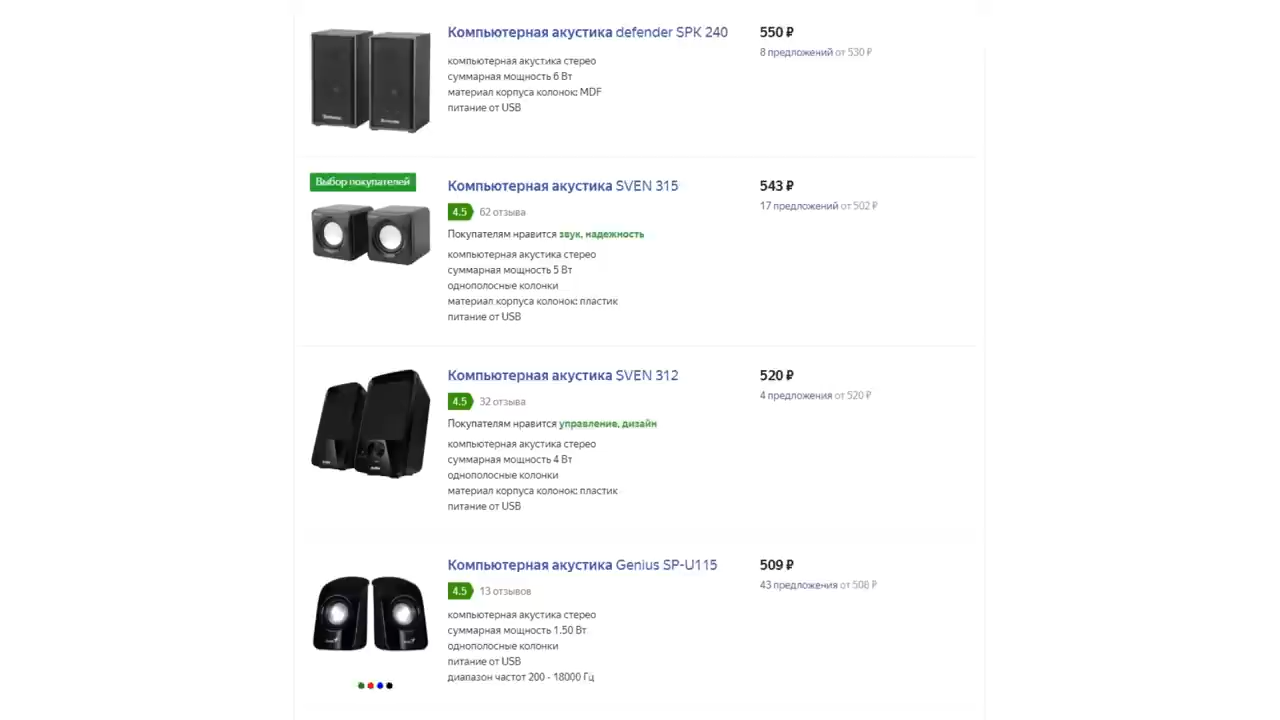 Компьютерная акустика defender SPK 240
550 ₽
8 предложений от 530 ₽
компьютерная акустика стерео
суммарная мощность 6 Вт
материал корпуса колонок: MDF
питание от USB
Выбор покупателей
Компьютерная акустика SVEN 315
543 ₽
17 предложений от 502 ₽
4.5 62 отзыва
Покупателям нравится звук, надежность
компьютерная акустика стерео
суммарная мощность 5 Вт
однополосные колонки
материал корпуса колонок: пластик
питание от USB
Компьютерная акустика SVEN 312
520 ₽
4 предложения от 520 ₽
4.5 32 отзыва
Покупателям нравится управление, дизайн
компьютерная акустика стерео
суммарная мощность 4 Вт
однополосные колонки
материал корпуса колонок: пластик
питание от USB
Компьютерная акустика Genius SP-U115
509 ₽
43 предложения от 508 ₽
4.5 13 отзывов
компьютерная акустика стерео
суммарная мощность 1.50 Вт
однополосные колонки
питание от USB
диапазон частот 200 - 18000 Гц